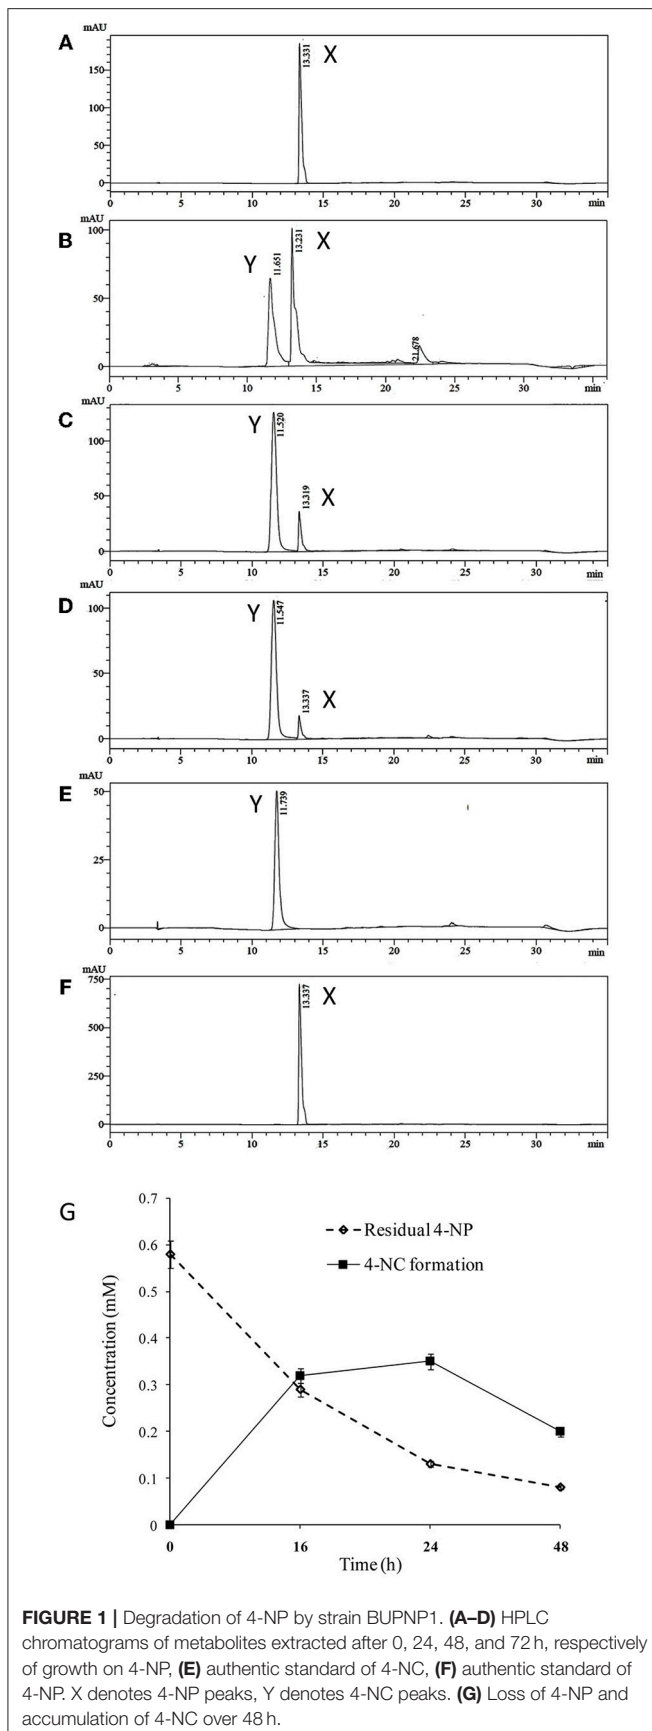 A
mAU
150
100
50
0
13.331
X
0 5 10 15 20 25 30 min
B
mAU
100
50
0
Y
11.651
13.231
X
21.678
0 5 10 15 20 25 30
C
mAU
100
50
0
Y
11.520
13.319
X
0 5 10 15 20 25 30 min
D
mAU
100
50
0
Y
11.547
13.337
X
0 5 10 15 20 25 30 min
E
mAU
50
25
0
Y
11.739
0 5 10 15 20 25 30 min
F
mAU
750
500
250
0
13.337
X
0 5 10 15 20 25 30 min
G
0.7
0.6
0.5
0.4
0.3
0.2
0.1
0
Concentration (mM)
Residual 4-NP
4-NC formation
0 16 24 48
Time (h)
FIGURE 1 | Degradation of 4-NP by strain BUPNP1. (A–D) HPLC
chromatograms of metabolites extracted after 0, 24, 48, and 72 h, respectively
of growth on 4-NP, (E) authentic standard of 4-NC, (F) authentic standard of
4-NP. X denotes 4-NP peaks, Y denotes 4-NC peaks. (G) Loss of 4-NP and
accumulation of 4-NC over 48 h.